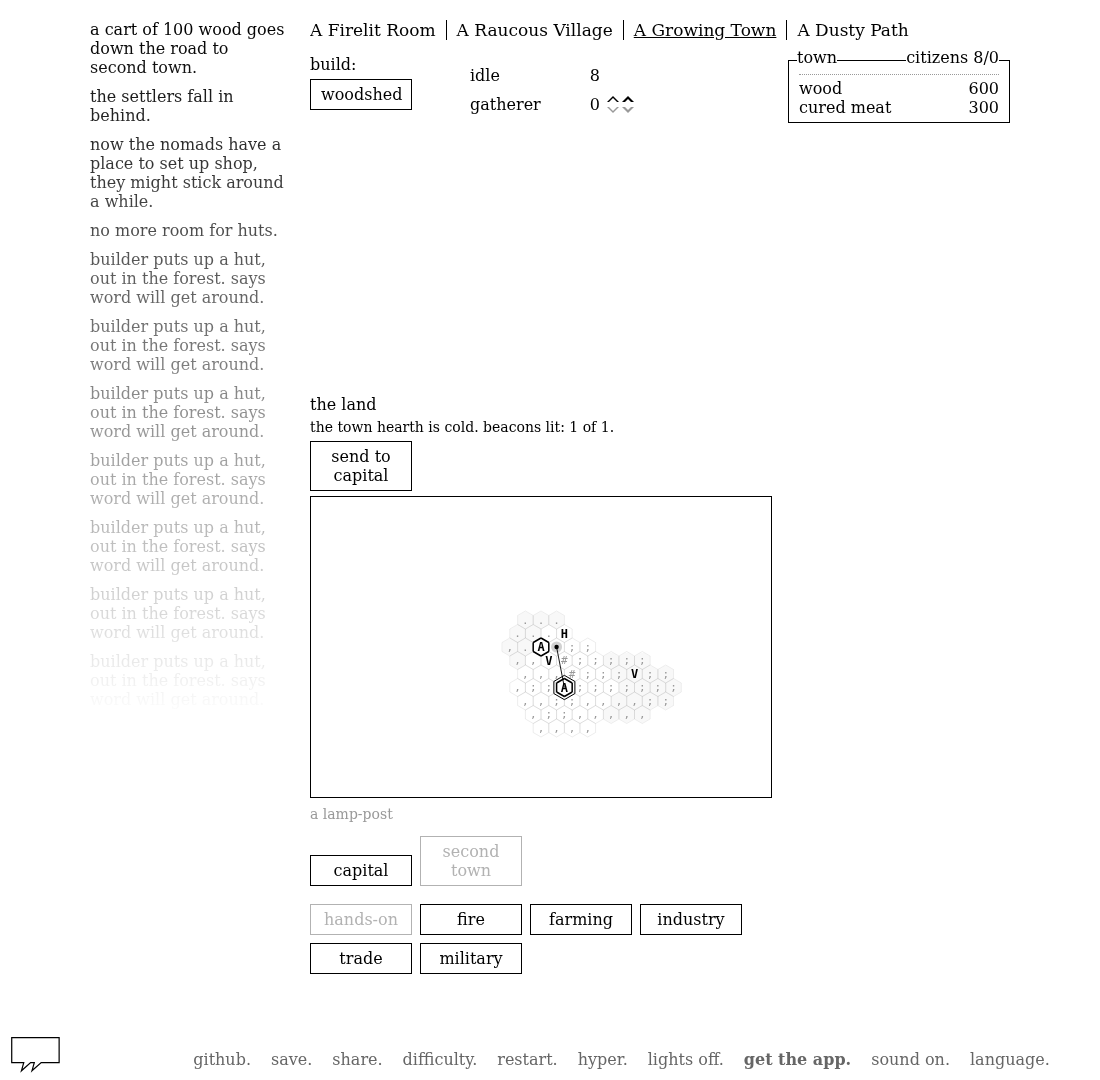 a cart of 100 wood goes
down the road to
second town.
the settlers fall in
behind.
now the nomads have a
place to set up shop,
they might stick around
a while.
no more room for huts.
builder puts up a hut,
out in the forest. says
word will get around.
builder puts up a hut,
out in the forest. says
word will get around.
builder puts up a hut,
out in the forest. says
word will get around.
builder puts up a hut,
out in the forest. says
word will get around.
builder puts up a hut,
out in the forest. says
word will get around.
builder puts up a hut,
out in the forest. says
word will get around.
builder puts up a hut,
out in the forest. says
word will get around.
A Firelit Room
A Raucous Village
A Growing Town
A Dusty Path
build:
woodshed
idle 8
gatherer 0
town citizens 8/0
wood 600
cured meat 300
the land
the town hearth is cold. beacons lit: 1 of 1.
send to
capital
H
A
V
V
A
a lamp-post
capital
second
town
hands-on
fire
farming
industry
trade
military
github. save. share. difficulty. restart. hyper. lights off. get the app. sound on. language.